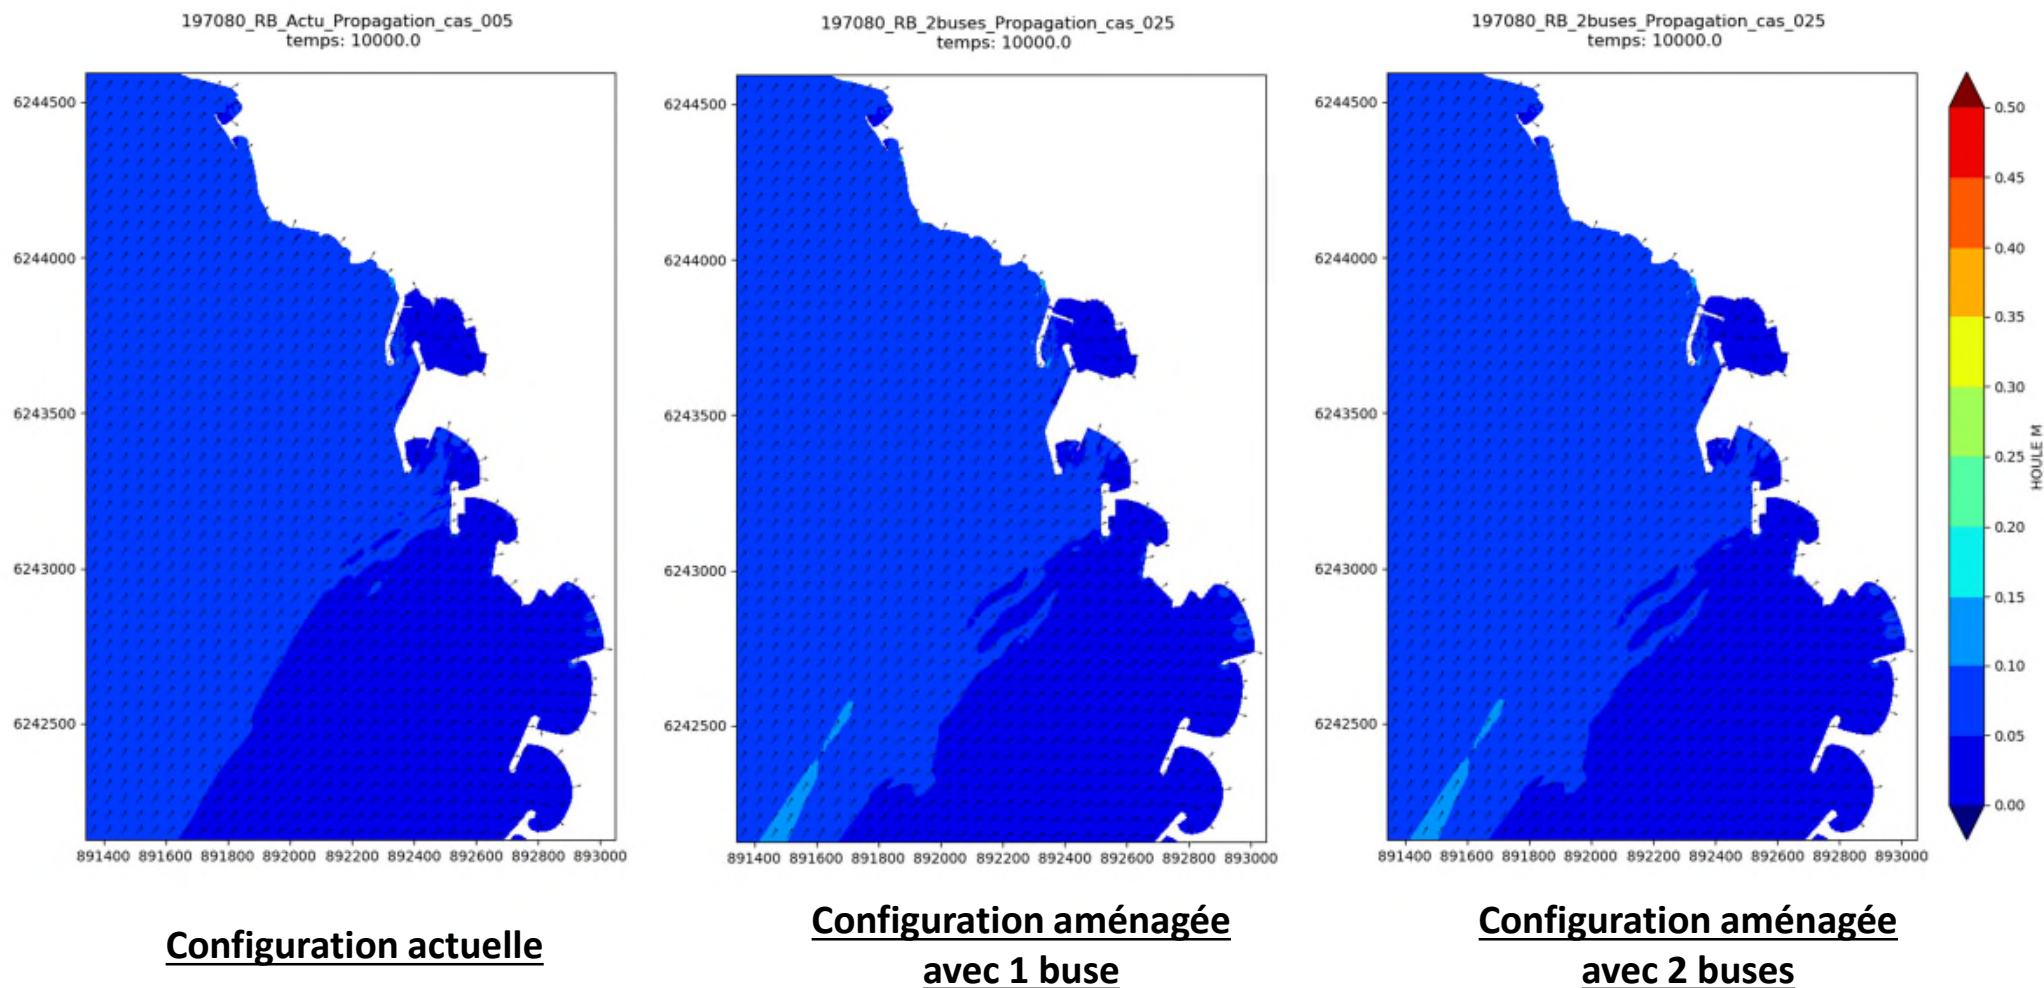 197080_RB_Actu_Propagation_cas_005
temps: 10000.0
6244500
6244000
6243500
6243000
6242500
891400 891600 891800 892000 892200 892400 892600 892800 893000
Configuration actuelle
197080_RB_2buses_Propagation_cas_025
temps: 10000.0
6244500
6244000
6243500
6243000
6242500
891400 891600 891800 892000 892200 892400 892600 892800 893000
Configuration aménagée
avec 1 buse
197080_RB_2buses_Propagation_cas_025
temps: 10000.0
6244500
6244000
6243500
6243000
6242500
891400 891600 891800 892000 892200 892400 892600 892800 893000
Configuration aménagée
avec 2 buses
0.50
0.45
0.40
0.35
0.30
0.25
0.20
0.15
0.10
0.05
0.00
HOULE M